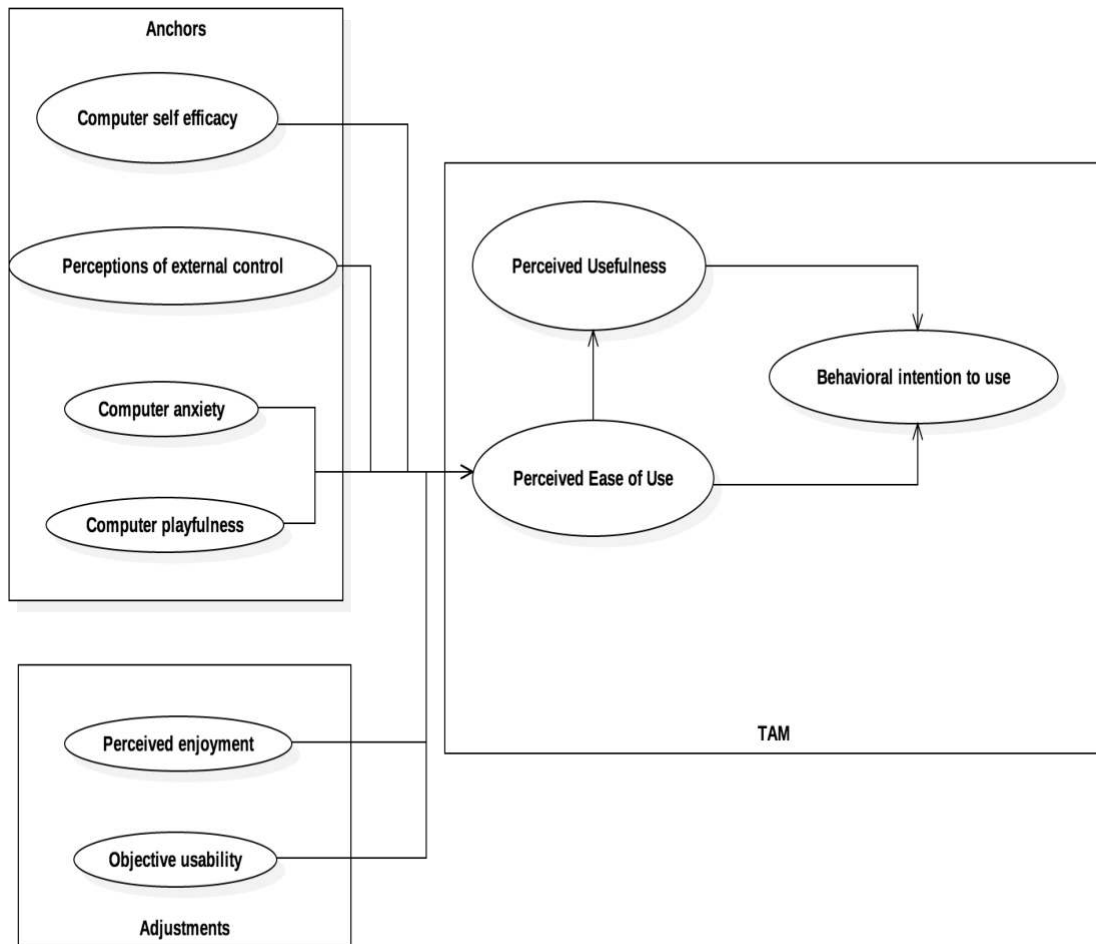 Anchors
Computer self efficacy
Perceptions of external control
Computer anxiety
Computer playfulness
Perceived Usefulness
Behavioral intention to use
Perceived Ease of Use
TAM
Perceived enjoyment
Objective usability
Adjustments